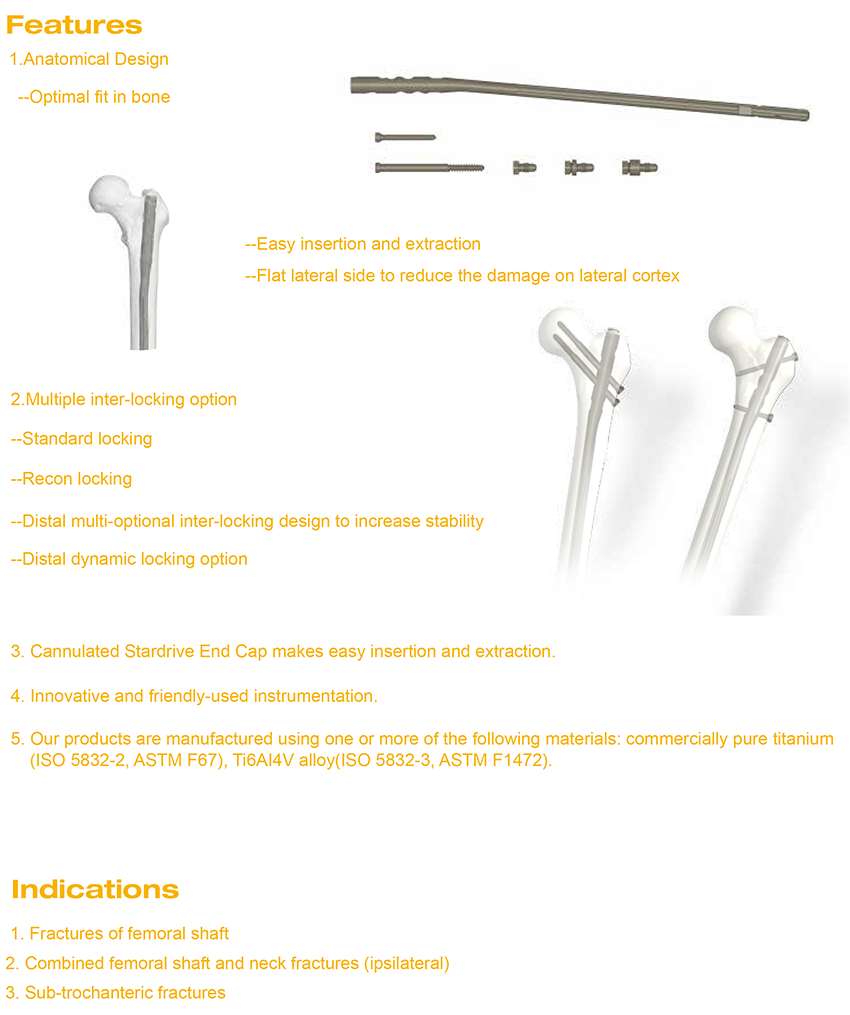 Features
1.Anatomical Design
--Optimal fit in bone
--Easy insertion and extraction
--Flat lateral side to reduce the damage on lateral cortex
2.Multiple inter-locking option
--Standard locking
--Recon locking
--Distal multi-optional inter-locking design to increase stability
--Distal dynamic locking option
3. Cannulated Stardrive End Cap makes easy insertion and extraction.
4. Innovative and friendly-used instrumentation.
5. Our products are manufactured using one or more of the following materials: commercially pure titanium
(ISO 5832-2, ASTM F67), Ti6Al4V alloy(ISO 5832-3, ASTM F1472).
Indications
1. Fractures of femoral shaft
2. Combined femoral shaft and neck fractures (ipsilateral)
3. Sub-trochanteric fractures